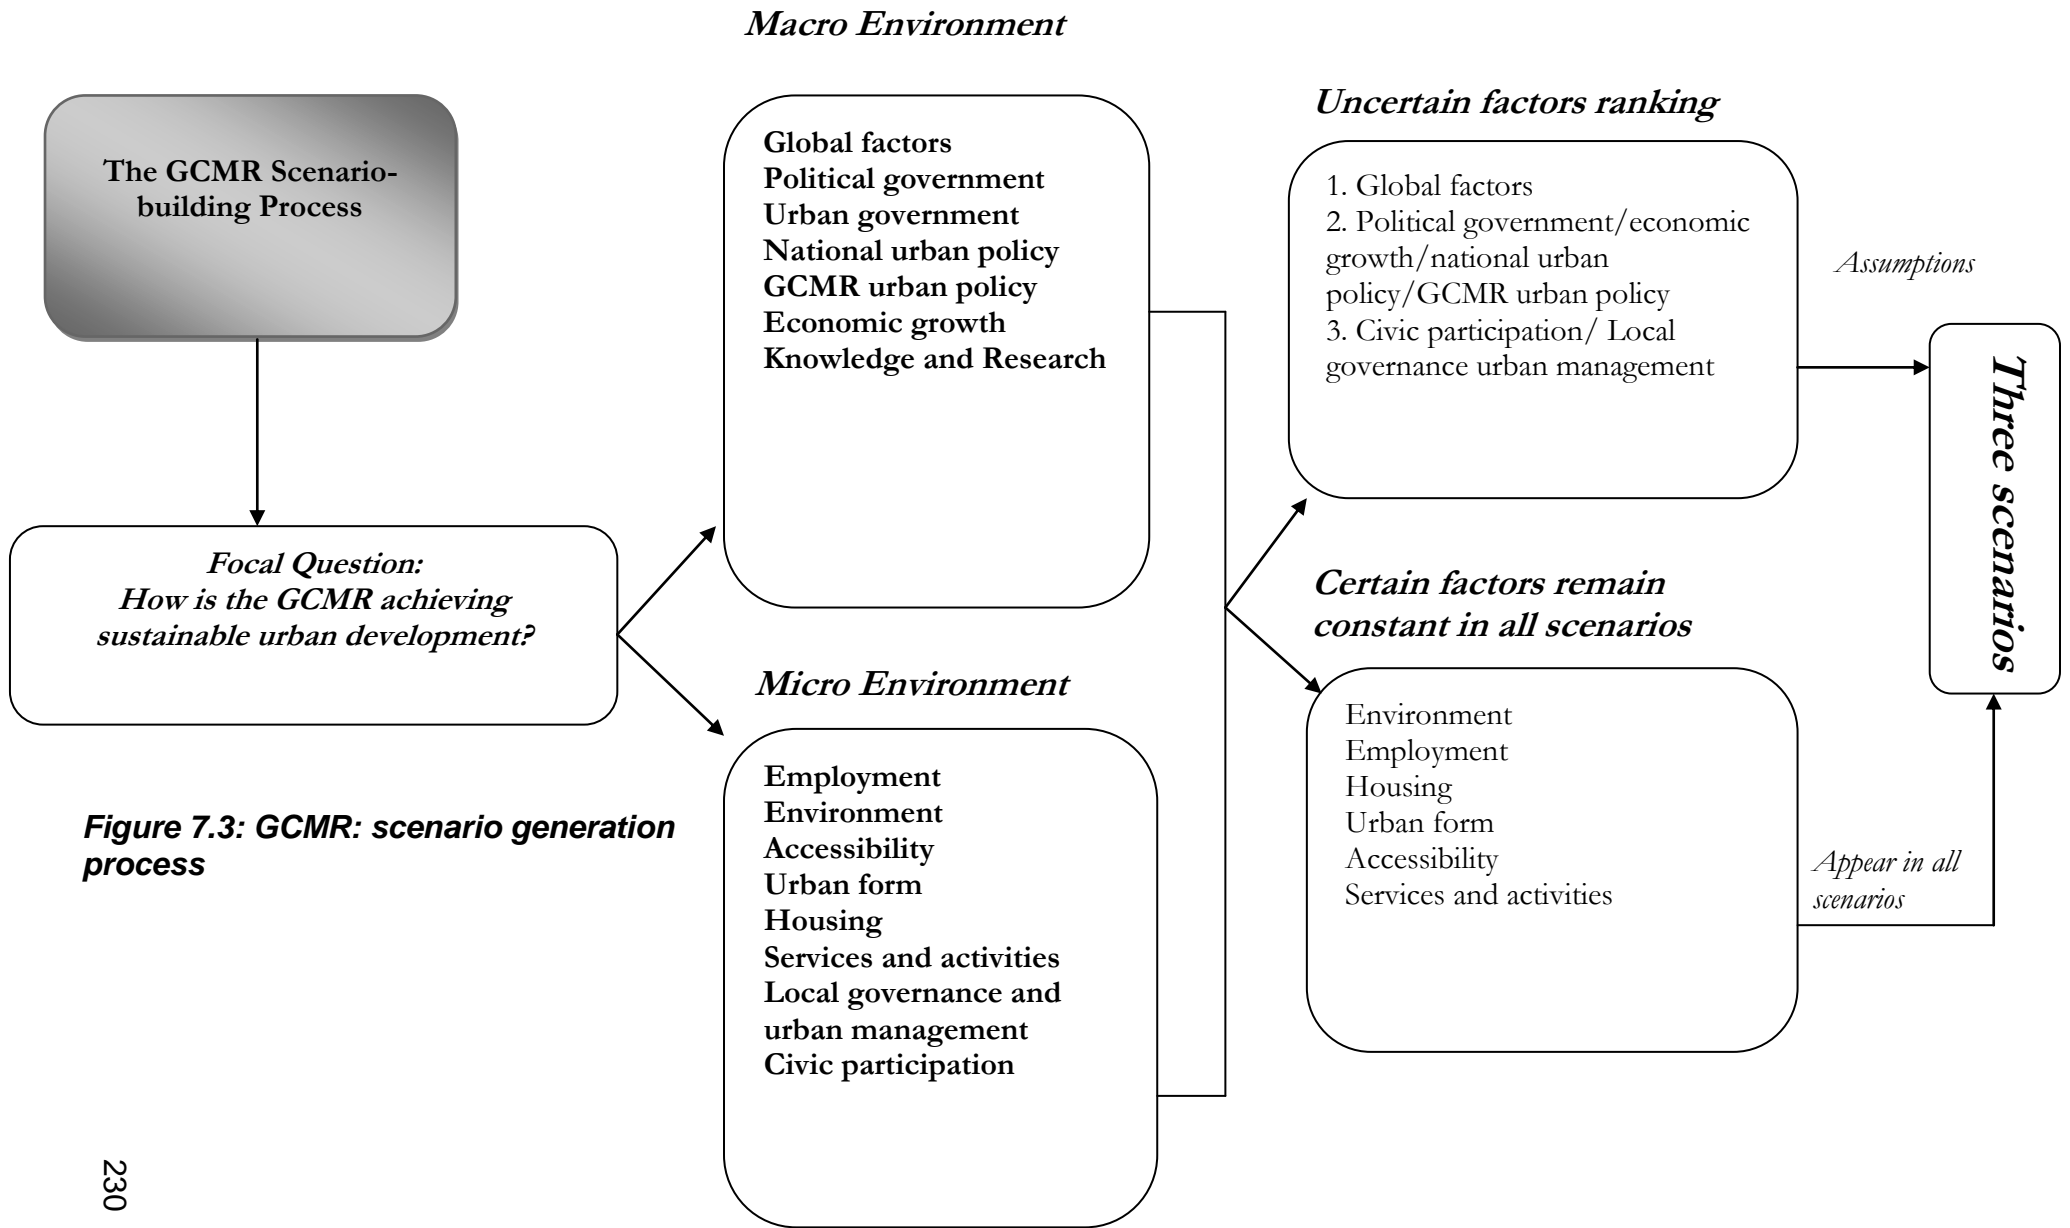 The GCMR Scenario-
building Process
Focal Question:
How is the GCMR achieving
sustainable urban development?
Macro Environment
Global factors
Political government
Urban government
National urban policy
GCMR urban policy
Economic growth
Knowledge and Research
Micro Environment
Employment
Environment
Accessibility
Urban form
Housing
Services and activities
Local governance and
urban management
Civic participation
Uncertain factors ranking
1. Global factors
2. Political government/economic
growth/national urban
policy/GCMR urban policy
3. Civic participation/ Local
governance urban management
Assumptions
Certain factors remain
constant in all scenarios
Environment
Employment
Housing
Urban form
Accessibility
Services and activities
Appear in all
scenarios
Three scenarios
Figure 7.3: GCMR: scenario generation
process
230